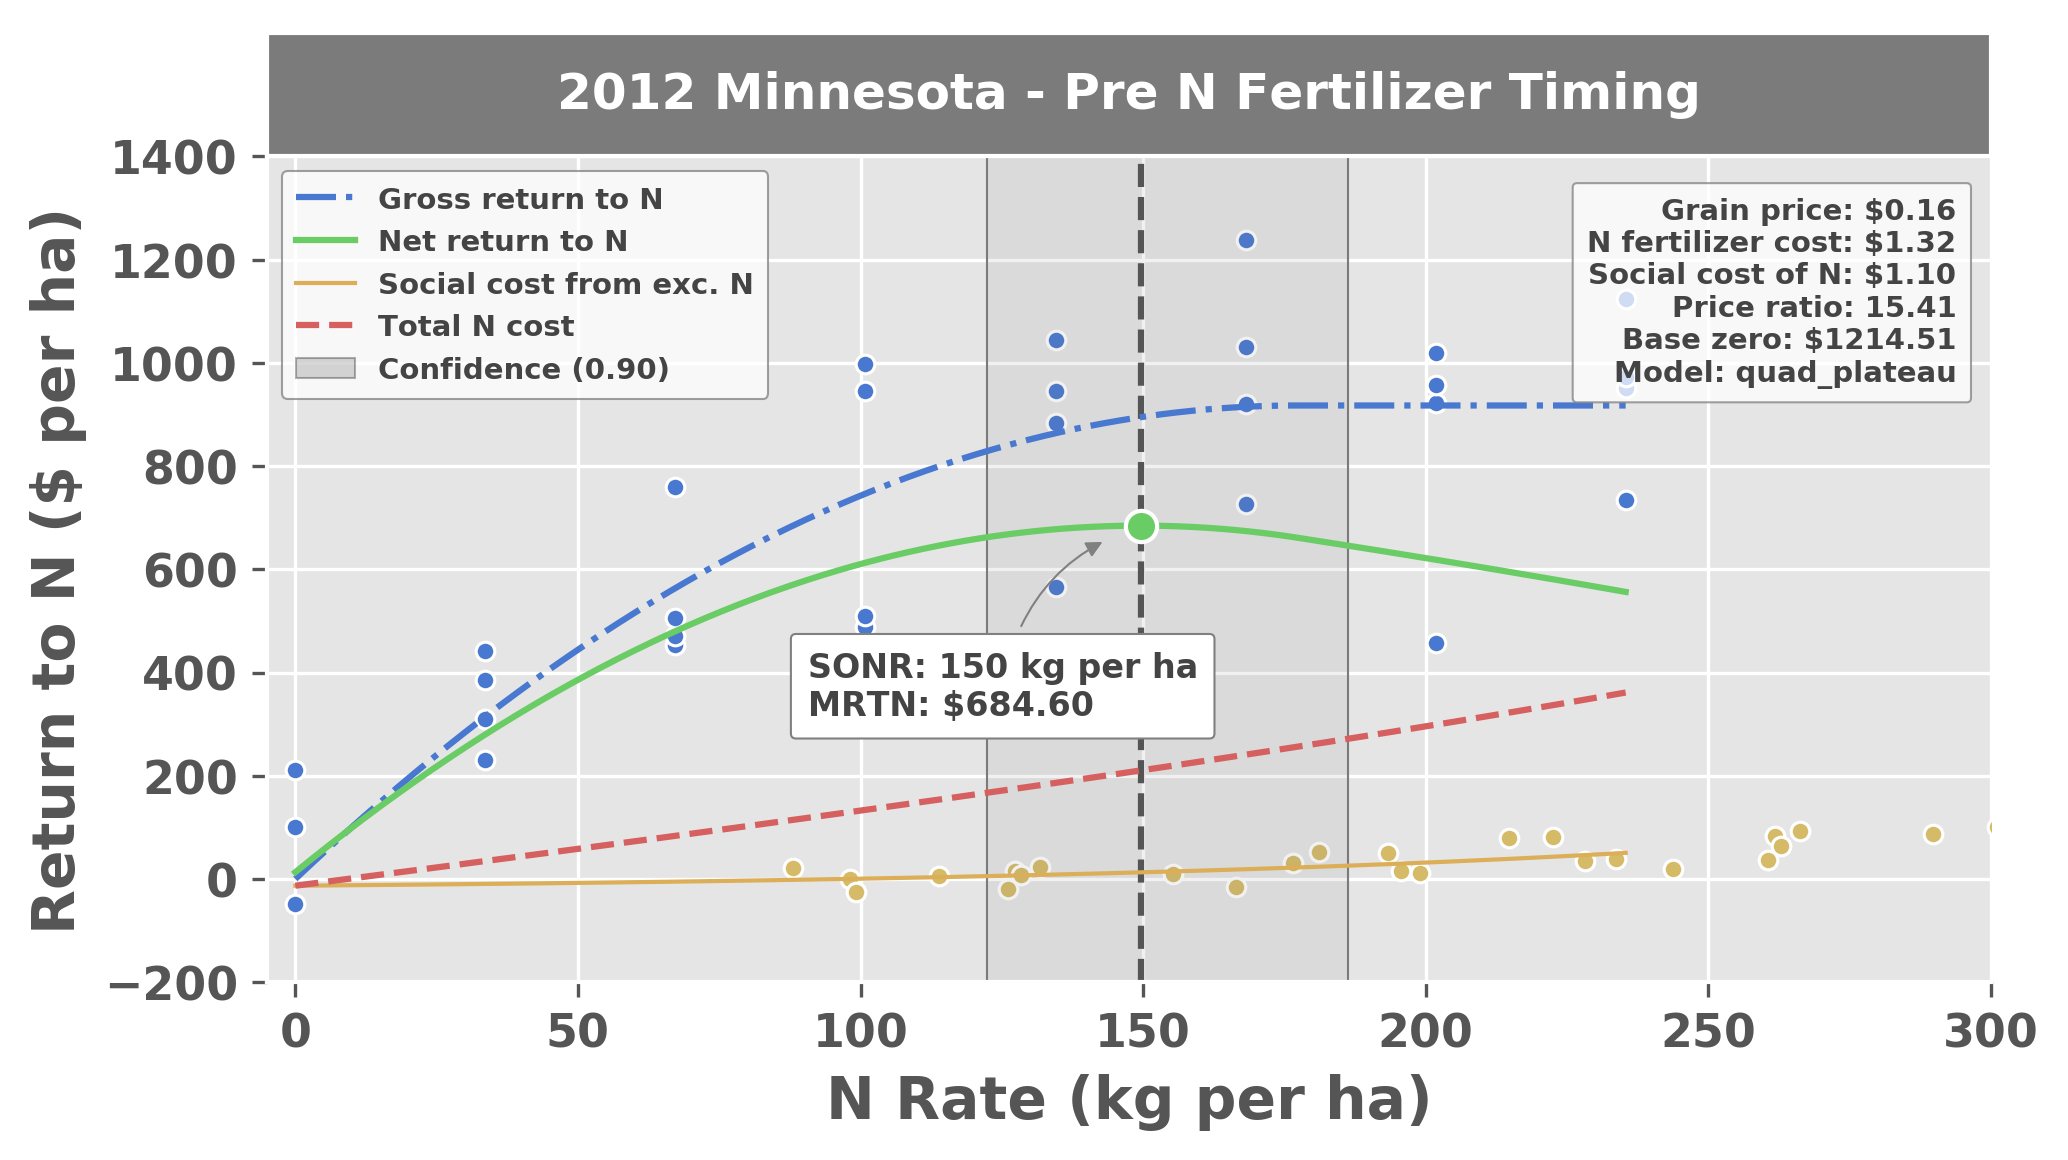 2012 Minnesota - Pre N Fertilizer Timing
Return to N ($ per ha)
1400
1200
1000
800
600
400
200
0
−200
Gross return to N
Net return to N
Social cost from exc. N
Total N cost
Confidence (0.90)
Grain price: $0.16
N fertilizer cost: $1.32
Social cost of N: $1.10
Price ratio: 15.41
Base zero: $1214.51
Model: quad_plateau
SONR: 150 kg per ha
MRTN: $684.60
0 50 100 150 200 250 300
N Rate (kg per ha)